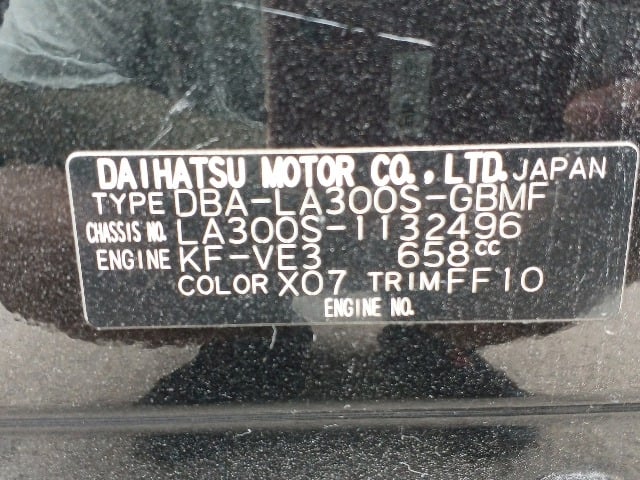 DAIHATSU MOTOR CO., LTD. JAPAN
TYPE DBA-LA300S-GBMF
CHASSIS NO. LA300S-1132496
ENGINE KF-VE3 658cc
COLOR X07 TRIM FF10
ENGINE NO.